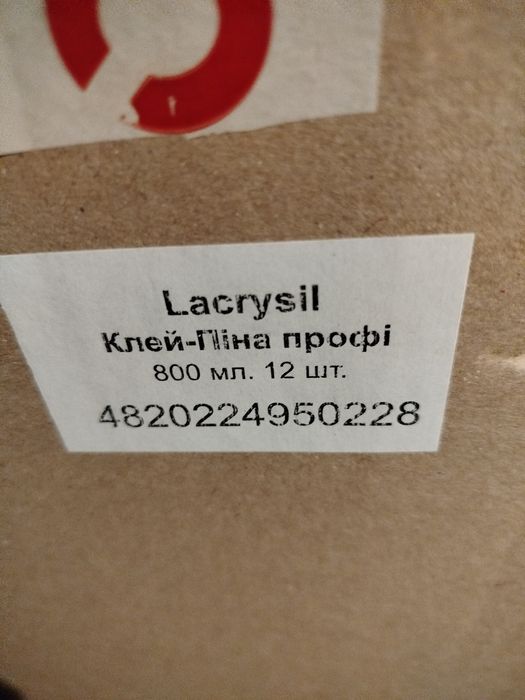 Lacrysil
Клей-Піна профі
800 мл. 12 шт.
4820224950228